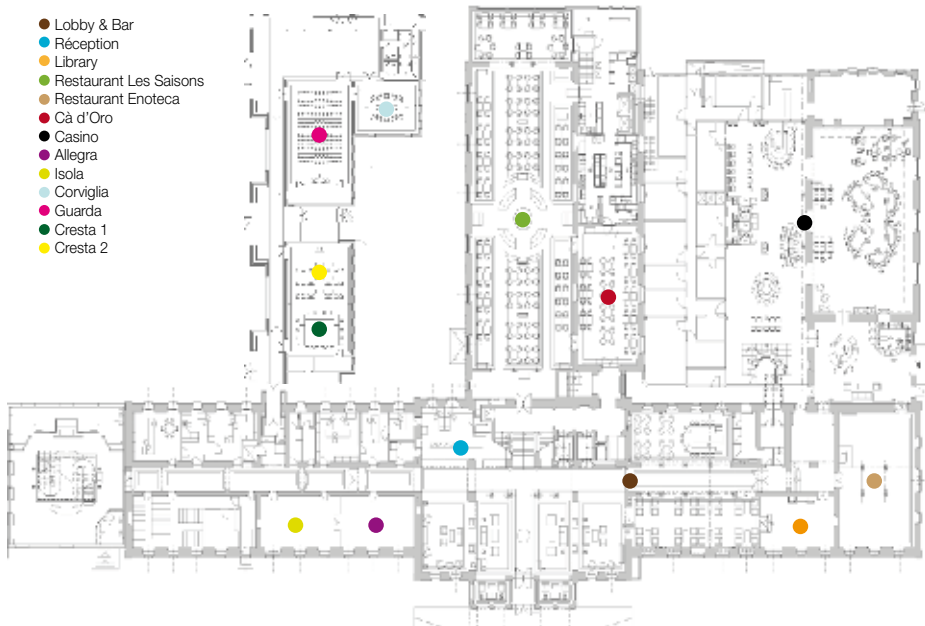 Lobby & Bar
Réception
Library
Restaurant Les Saisons
Restaurant Enoteca
Cà d'Oro
Casino
Allegra
Isola
Corviglia
Guarda
Cresta 1
Cresta 2